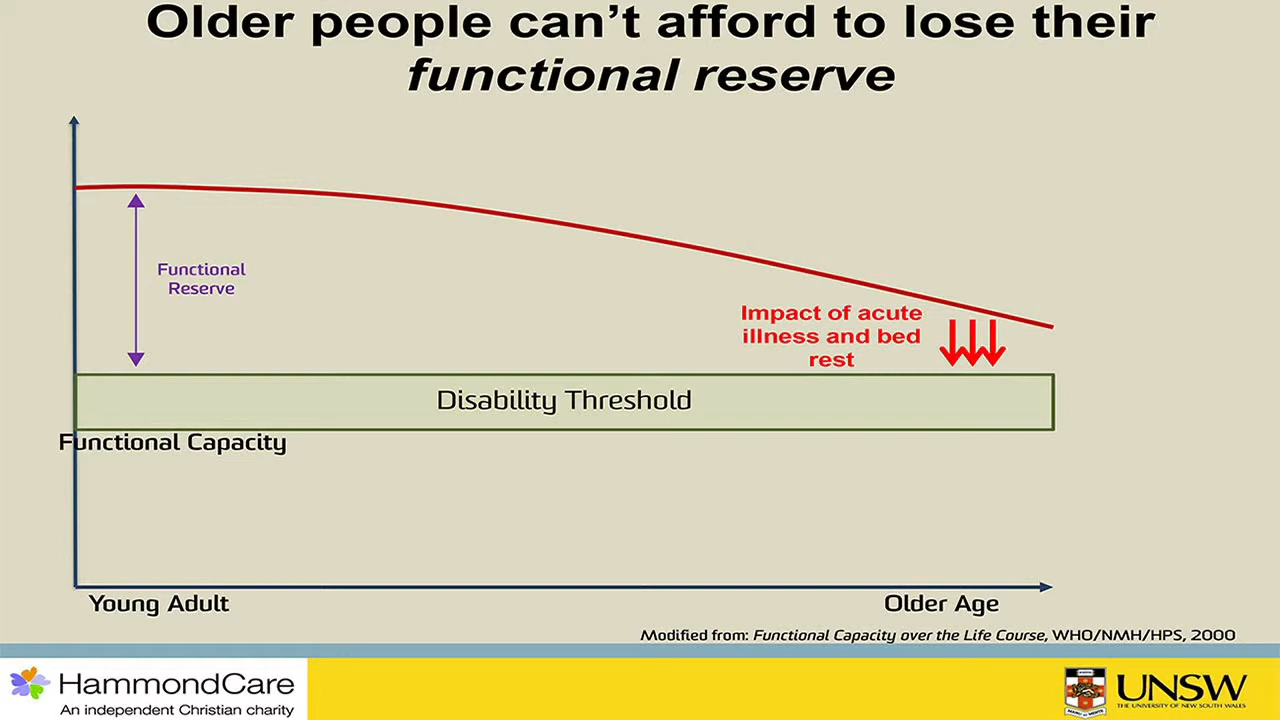 Older people can’t afford to lose their
functional reserve
Functional
Reserve
Impact of acute
illness and bed
rest
Disability Threshold
Functional Capacity
Young Adult
Older Age
Modified from: Functional Capacity over the Life Course, WHO/NMH/HPS, 2000
HammondCare
An independent Christian charity
UNSW
THE UNIVERSITY OF NEW SOUTH WALES